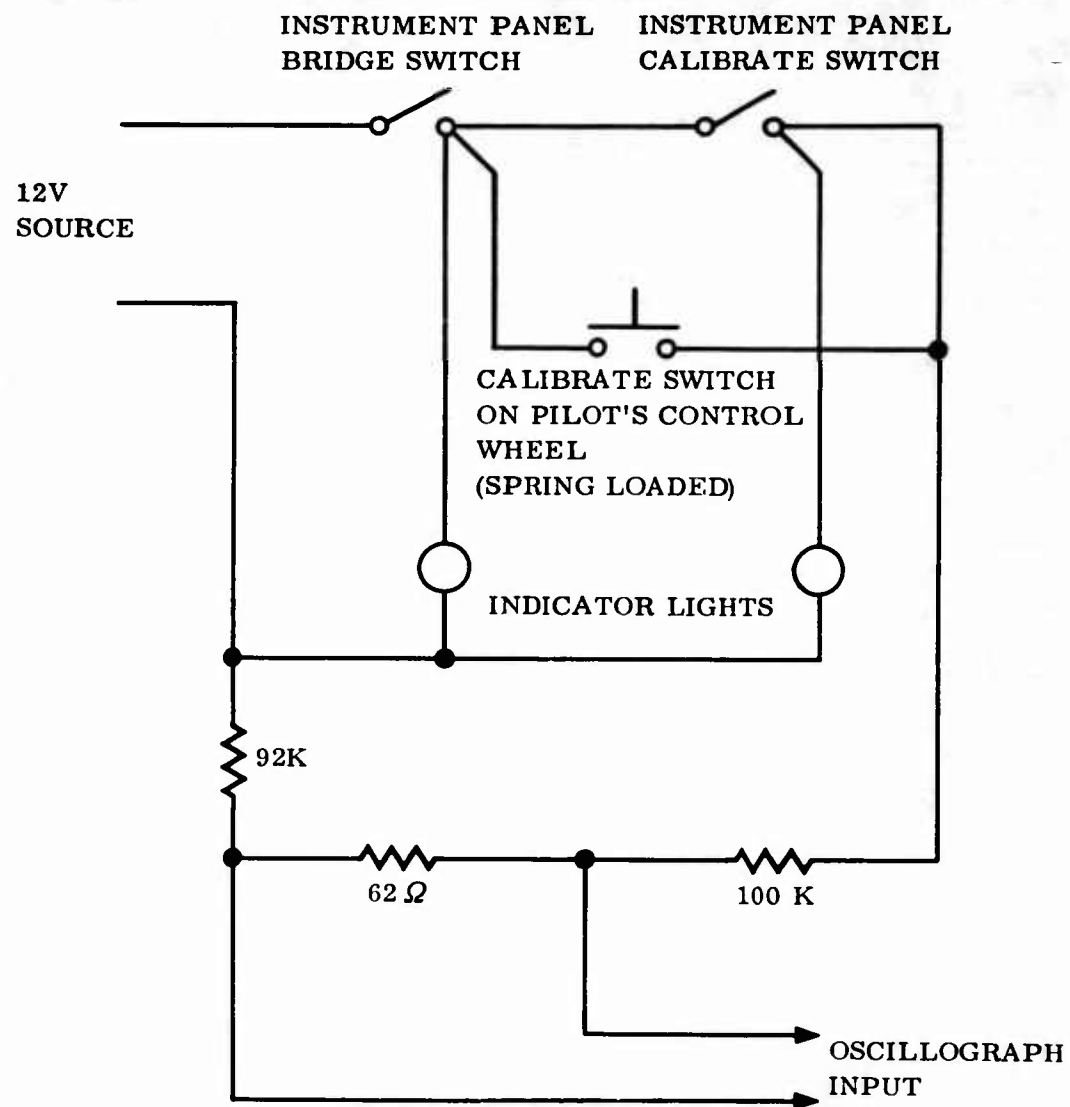 INSTRUMENT PANEL
BRIDGE SWITCH
INSTRUMENT PANEL
CALIBRATE SWITCH
12V
SOURCE
CALIBRATE SWITCH
ON PILOT'S CONTROL
WHEEL
(SPRING LOADED)
INDICATOR LIGHTS
92K
62 Ω
100 K
OSCILLOGRAPH
INPUT